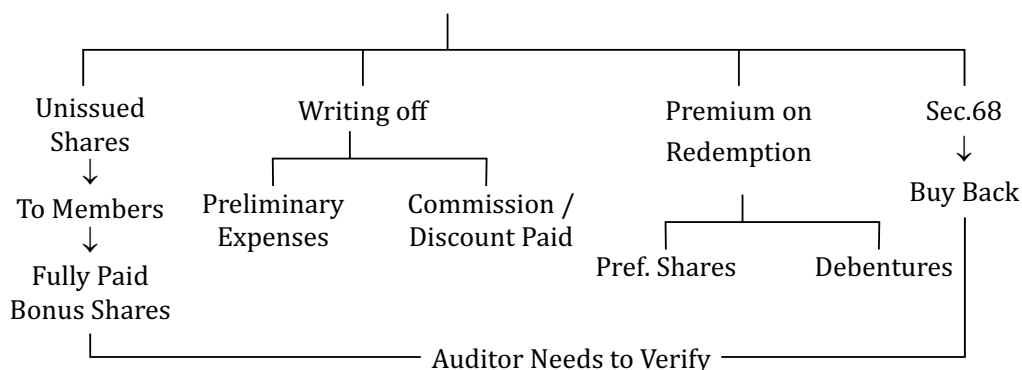 Unissued
Shares
↓
To Members
↓
Fully Paid
Bonus Shares
Writing off
Preliminary
Expenses
Commission /
Discount Paid
Premium on
Redemption
Pref. Shares
Debentures
Sec.68
↓
Buy Back
Auditor Needs to Verify